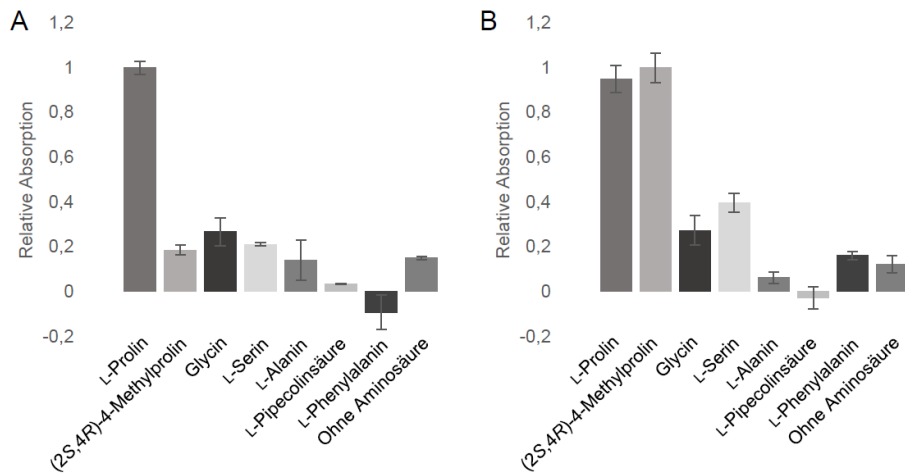 A
Relative Absorption
1,2
1
0,8
0,6
0,4
0,2
0
-0,2
L-Prolin
(2S,4R)-4-Methylprolin
Glycin
L-Serin
L-Alanin
L-Pipecolinsäure
L-Phenylalanin
Ohne Aminosäure
B
Relative Absorption
1,2
1
0,8
0,6
0,4
0,2
0
-0,2
L-Prolin
(2S,4R)-4-Methylprolin
Glycin
L-Serin
L-Alanin
L-Pipecolinsäure
L-Phenylalanin
Ohne Aminosäure